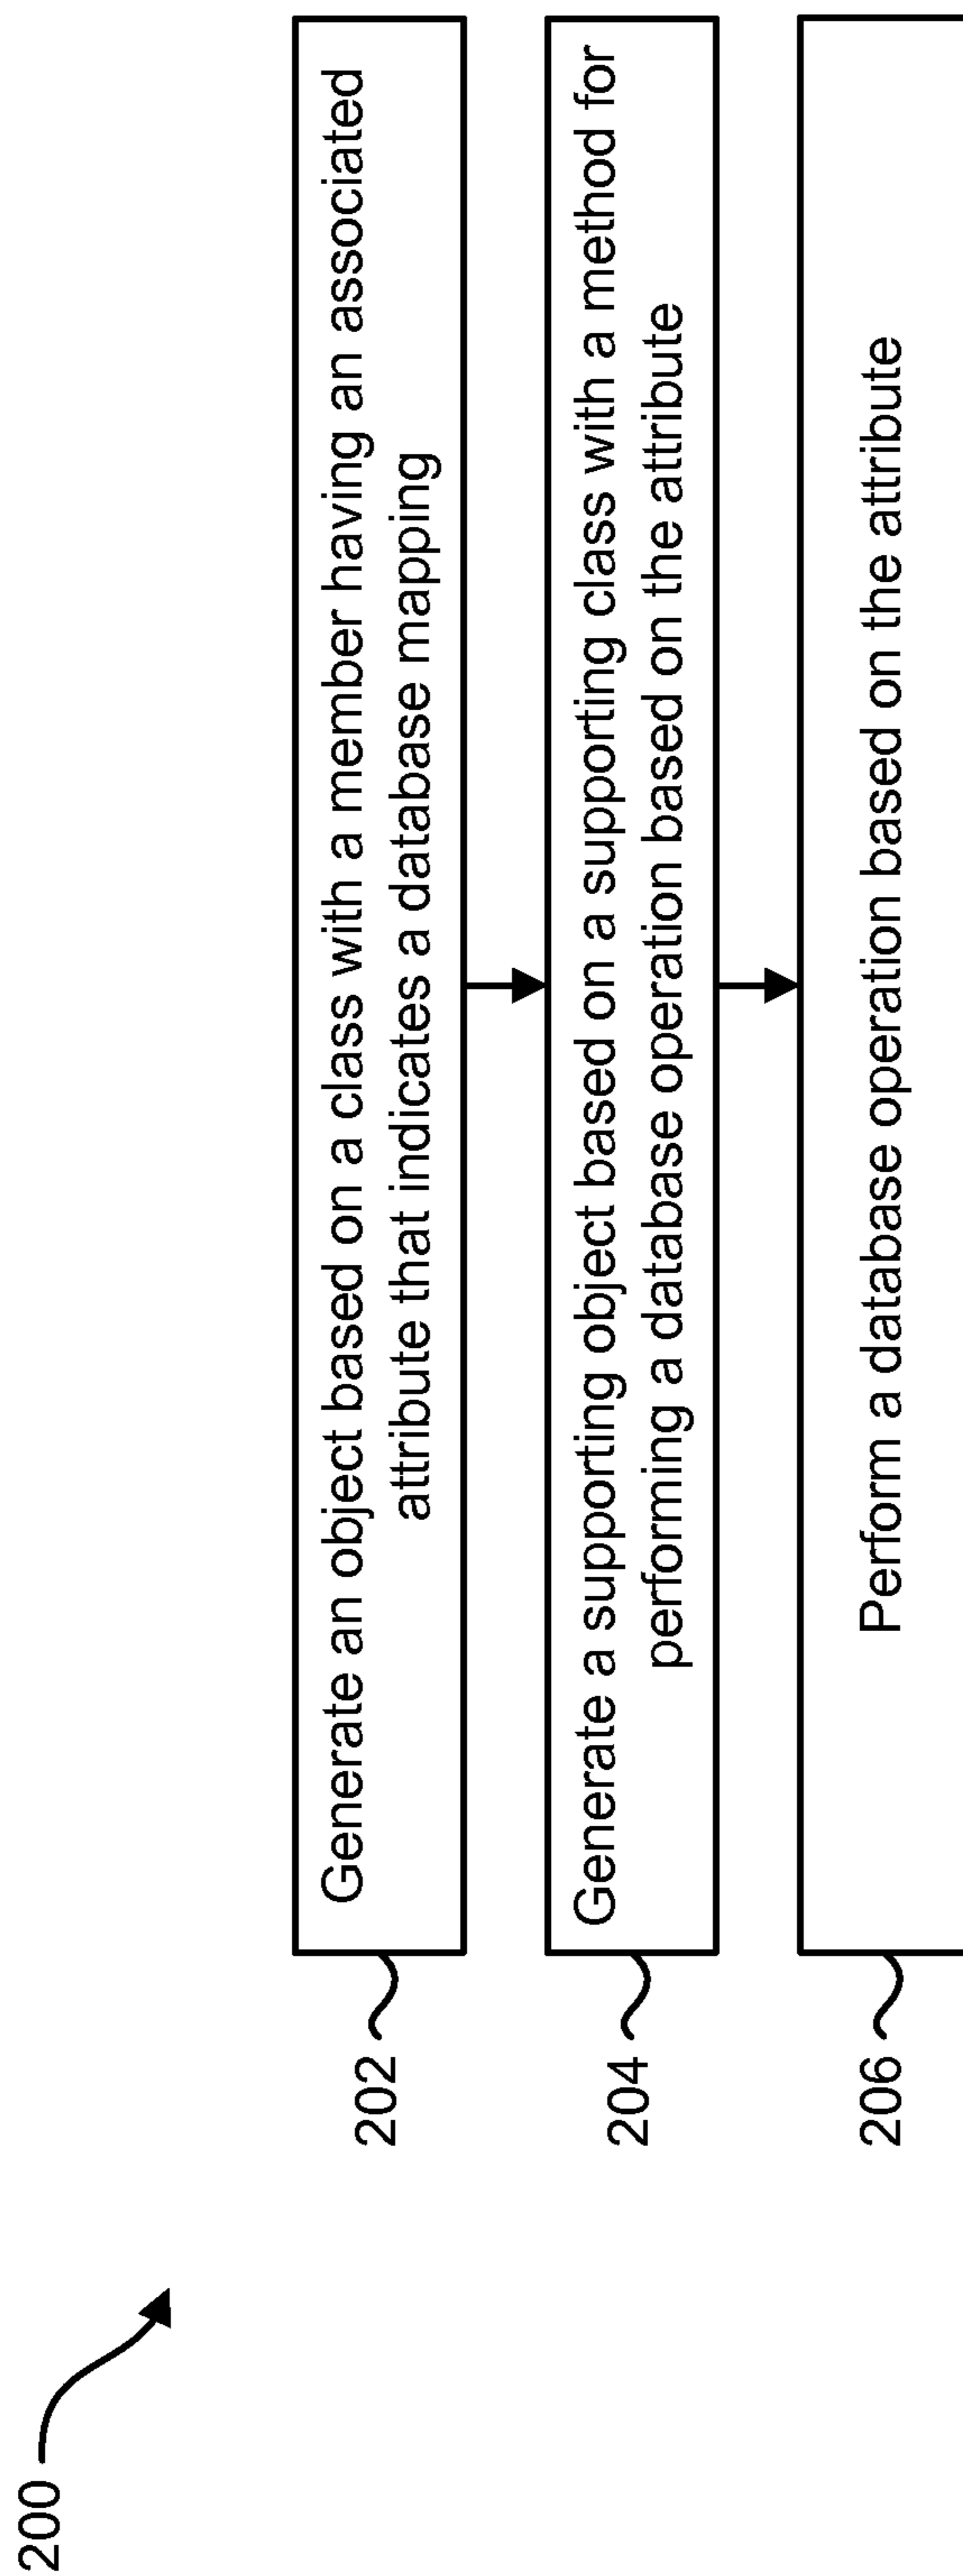 200
202
Generate an object based on a class with a member having an associated
attribute that indicates a database mapping
204
Generate a supporting object based on a supporting class with a method for
performing a database operation based on the attribute
206
Perform a database operation based on the attribute